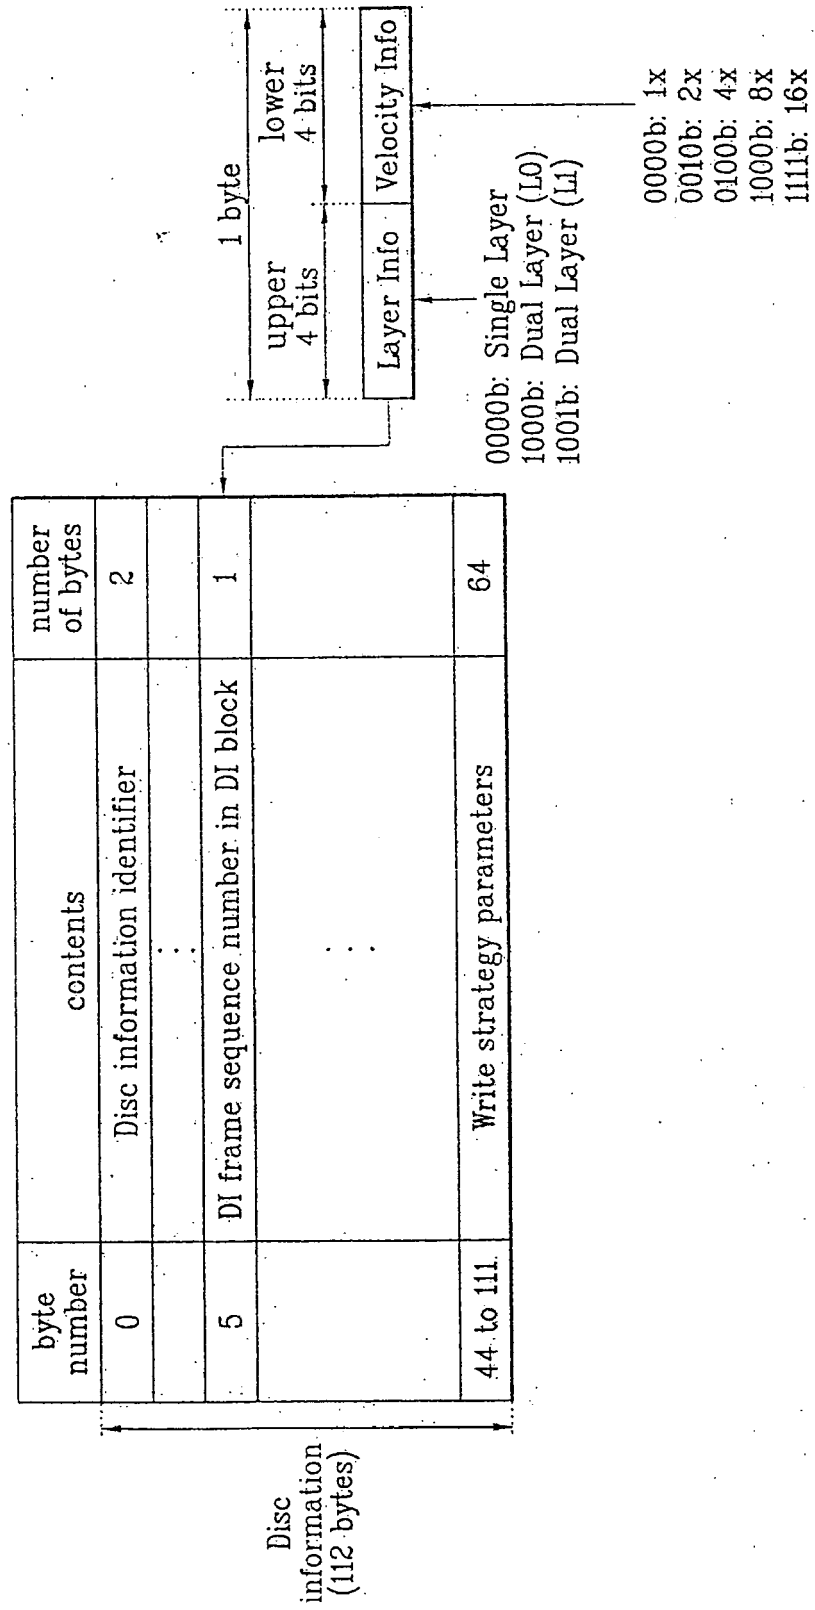 byte
number
contents
number
of bytes
0
Disc information identifier
2
5
DI frame sequence number in DI block
1
44 to 111
Write strategy parameters
64
Disc
information
(112 bytes)
1 byte
upper
4 bits
lower
4 bits
Layer Info
Velocity Info
0000b: Single Layer
1000b: Dual Layer (L0)
1001b: Dual Layer (L1)
0000b: 1x
0010b: 2x
0100b: 4x
1000b: 8x
1111b: 16x